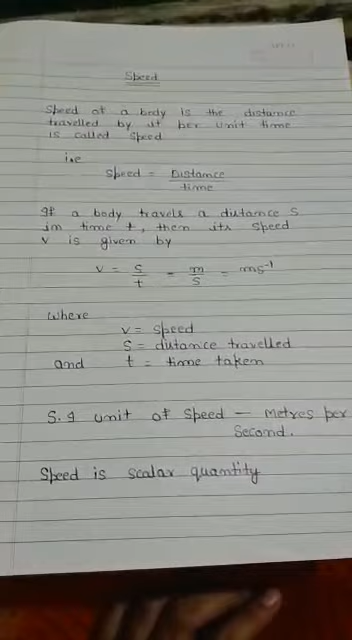 Speed
Speed of a body is the distance
travelled by it per unit time
is called speed
i.e
Speed = Distance / time
If a body travels a distance s
in time t, then its speed
v is given by
v = s/t = m/s = ms⁻¹
where
v = speed
s = distance travelled
and t = time taken
S.I unit of speed — Metres per
Second.
Speed is scalar quantity